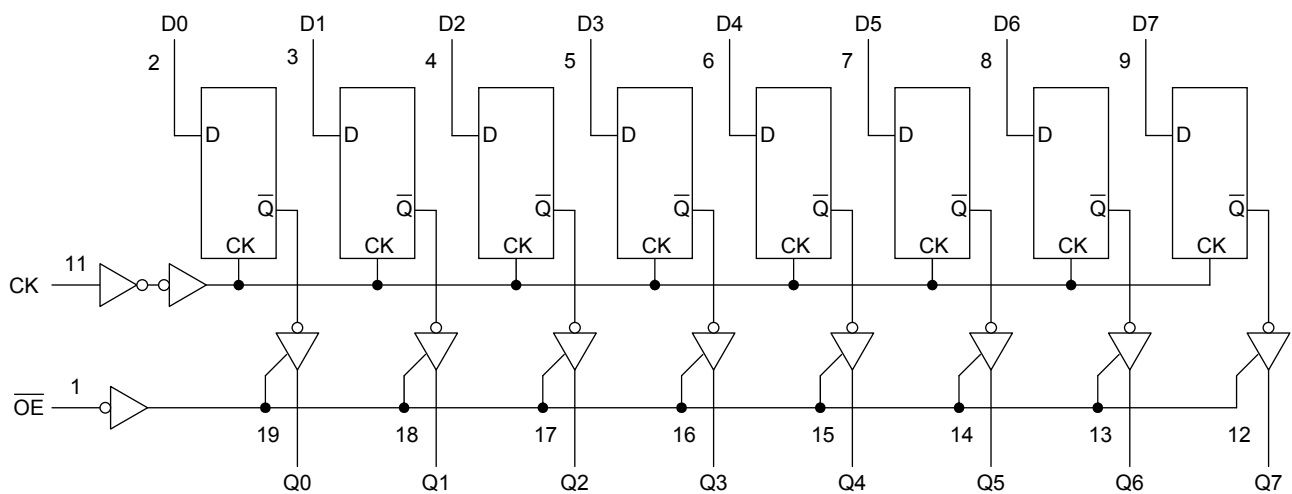 D0 D1 D2 D3 D4 D5 D6 D7
2 3 4 5 6 7 8 9
D D D D D D D D
Q̅ Q̅ Q̅ Q̅ Q̅ Q̅ Q̅ Q̅
CK CK CK CK CK CK CK CK
11
CK
1
O̅E̅
19 18 17 16 15 14 13 12
Q0 Q1 Q2 Q3 Q4 Q5 Q6 Q7